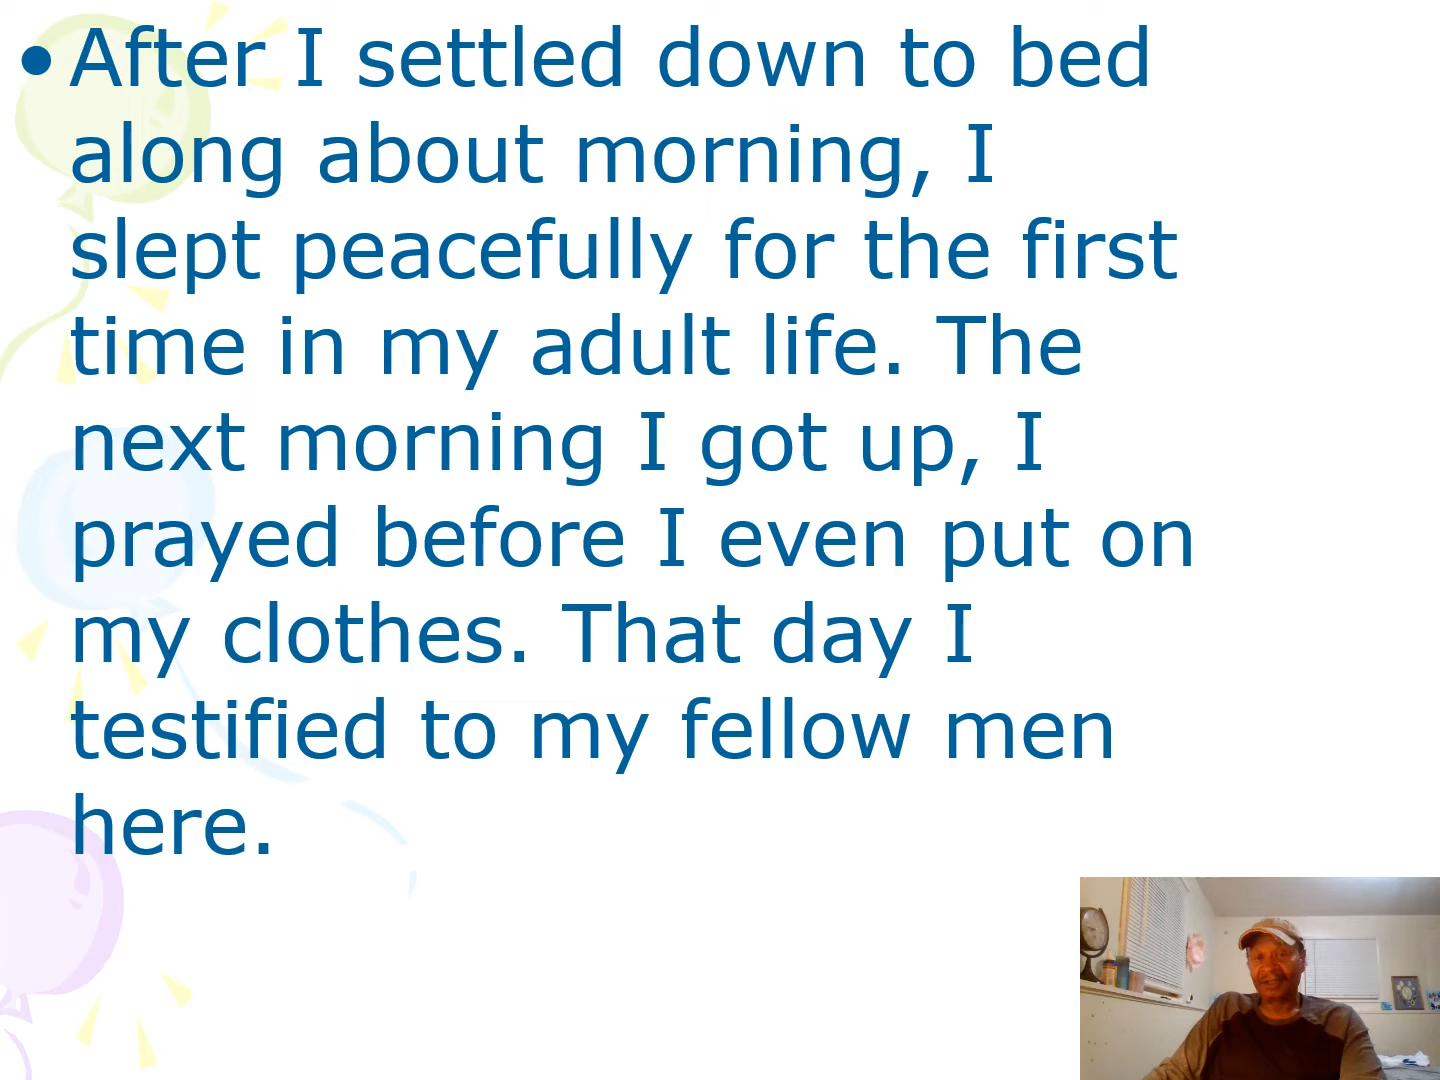 • After I settled down to bed
along about morning, I
slept peacefully for the first
time in my adult life. The
next morning I got up, I
prayed before I even put on
my clothes. That day I
testified to my fellow men
here.